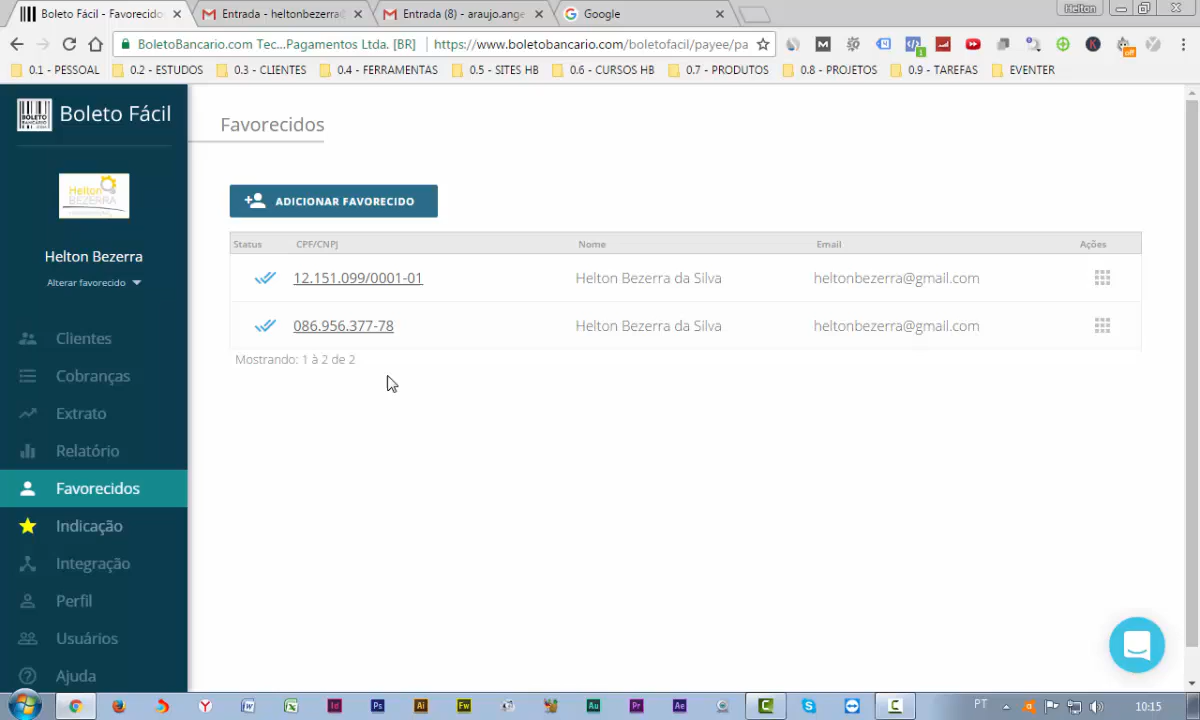 Boleto Fácil - Favorecido
Entrada - heltonbezerra@
Entrada (8) - araujo.ange
Google
Helton
BoletoBancario.com Tec...Pagamentos Ltda. [BR]
https://www.boletobancario.com/boletofacil/payee/pa
0.1 - PESSOAL
0.2 - ESTUDOS
0.3 - CLIENTES
0.4 - FERRAMENTAS
0.5 - SITES HB
0.6 - CURSOS HB
0.7 - PRODUTOS
0.8 - PROJETOS
0.9 - TAREFAS
EVENTER
Boleto Fácil
Helton
BEZERRA
Helton Bezerra
Alterar favorecido
Clientes
Cobranças
Extrato
Relatório
Favorecidos
Indicação
Integração
Perfil
Usuários
Ajuda
Favorecidos
ADICIONAR FAVORECIDO
Status CPF/CNPJ Nome Email Ações
12.151.099/0001-01 Helton Bezerra da Silva heltonbezerra@gmail.com
086.956.377-78 Helton Bezerra da Silva heltonbezerra@gmail.com
Mostrando: 1 à 2 de 2
PT
10:15